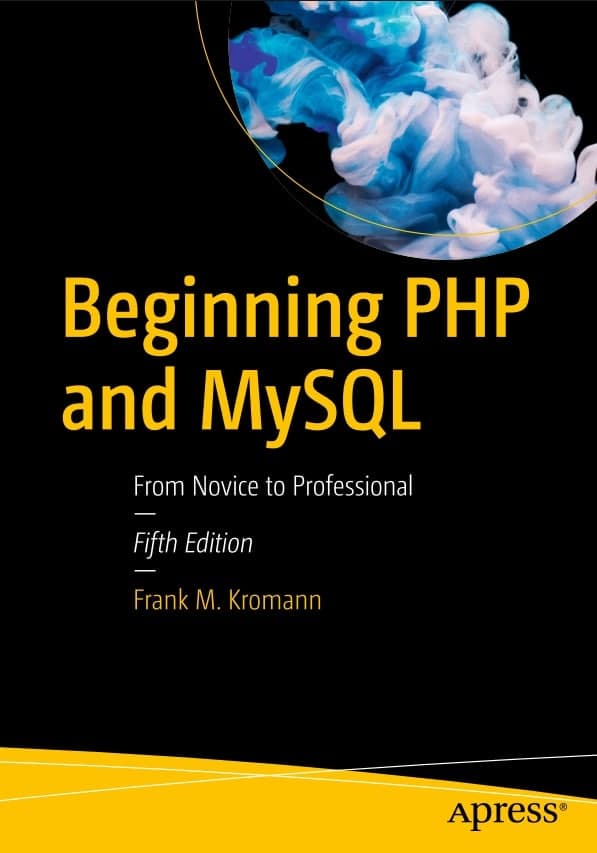 Beginning PHP
and MySQL
From Novice to Professional
—
Fifth Edition
—
Frank M. Kromann
Apress®